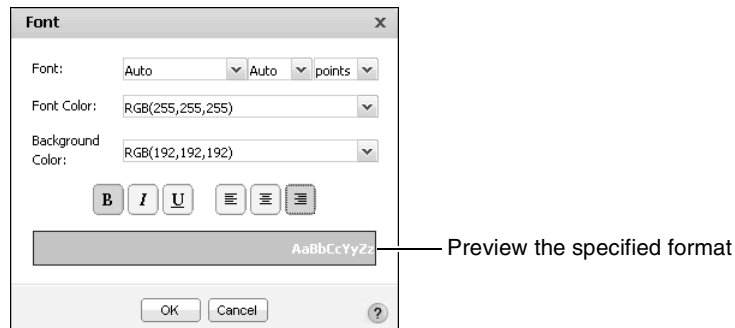 Font x
Font: Auto Auto points
Font Color: RGB(255,255,255)
Background
Color: RGB(192,192,192)
B I U
AaBbCcYyZz
Preview the specified format
OK Cancel ?